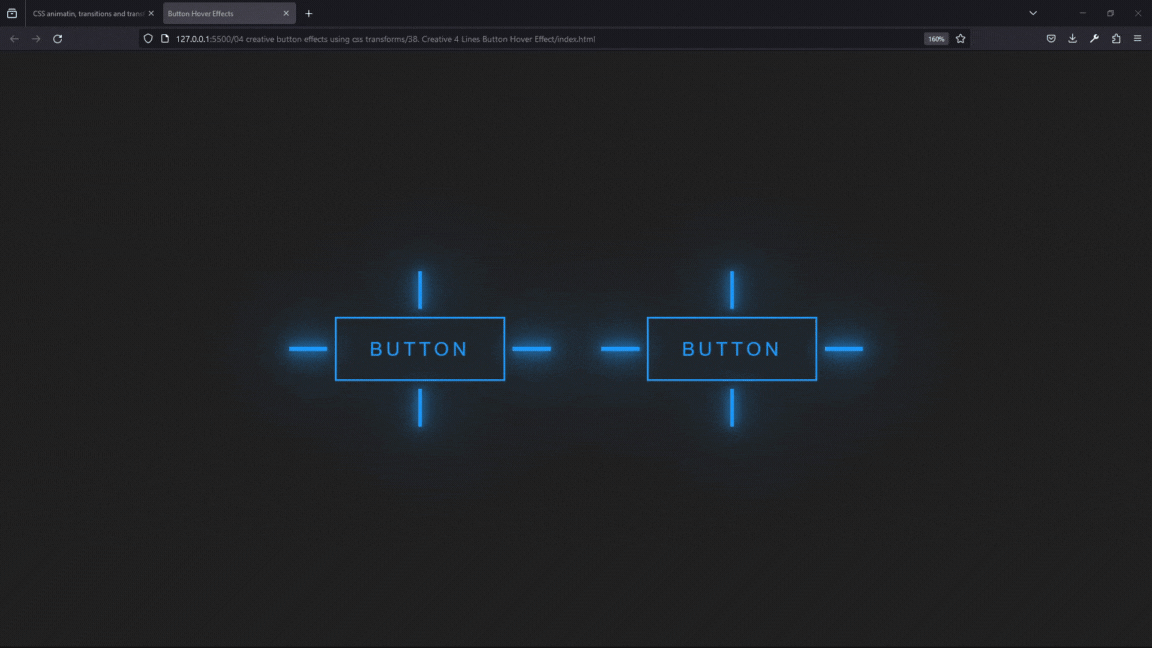 CSS animatin, transitions and transf
Button Hover Effects
127.0.0.1:5500/04 creative button effects using css transforms/38. Creative 4 Lines Button Hover Effect/index.html
160%
BUTTON
BUTTON